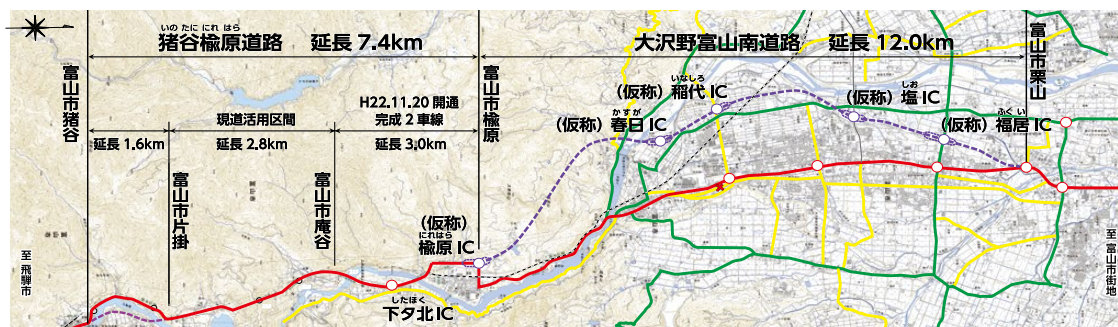 いのたににれはら
猪谷楡原道路 延長 7.4km
大沢野富山南道路 延長 12.0km
富山市猪谷
富山市楡原
富山市栗山
H22.11.20 開通
完成 2 車線
現道活用区間
延長 1.6km
延長 2.8km
延長 3.0km
富山市片掛
富山市庵谷
いなしろ
(仮称) 稲代 IC
かすが
(仮称) 春日 IC
しお
(仮称) 塩 IC
ふくい
(仮称) 福居 IC
(仮称)
にれはら
楡原 IC
したほく
下タ北 IC
至 飛騨市
至 富山市街地